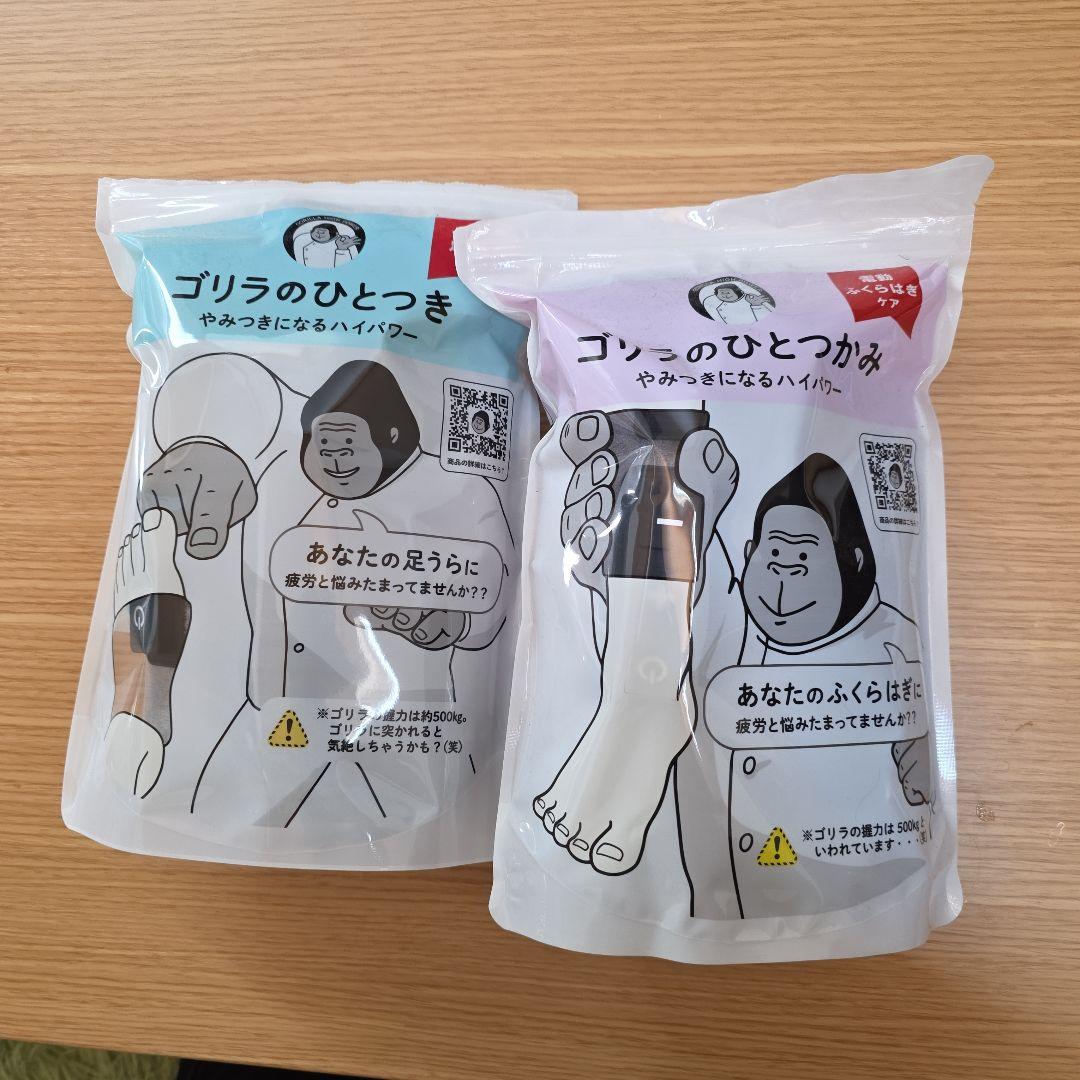 ゴリラのひとつき
やみつきになるハイパワー
商品の詳細はこちら?
あなたの足うらに
疲労と悩みたまってませんか??
※ゴリラの握力は約500kg。
ゴリラに突かれると
気絶しちゃうかも?(笑)
電動
ふくらはぎ
ケア
ゴリラのひとつかみ
やみつきになるハイパワー
商品の詳細はこちら
あなたのふくらはぎに
疲労と悩みたまってませんか??
※ゴリラの握力は 500kg と
いわれています・・・(笑)